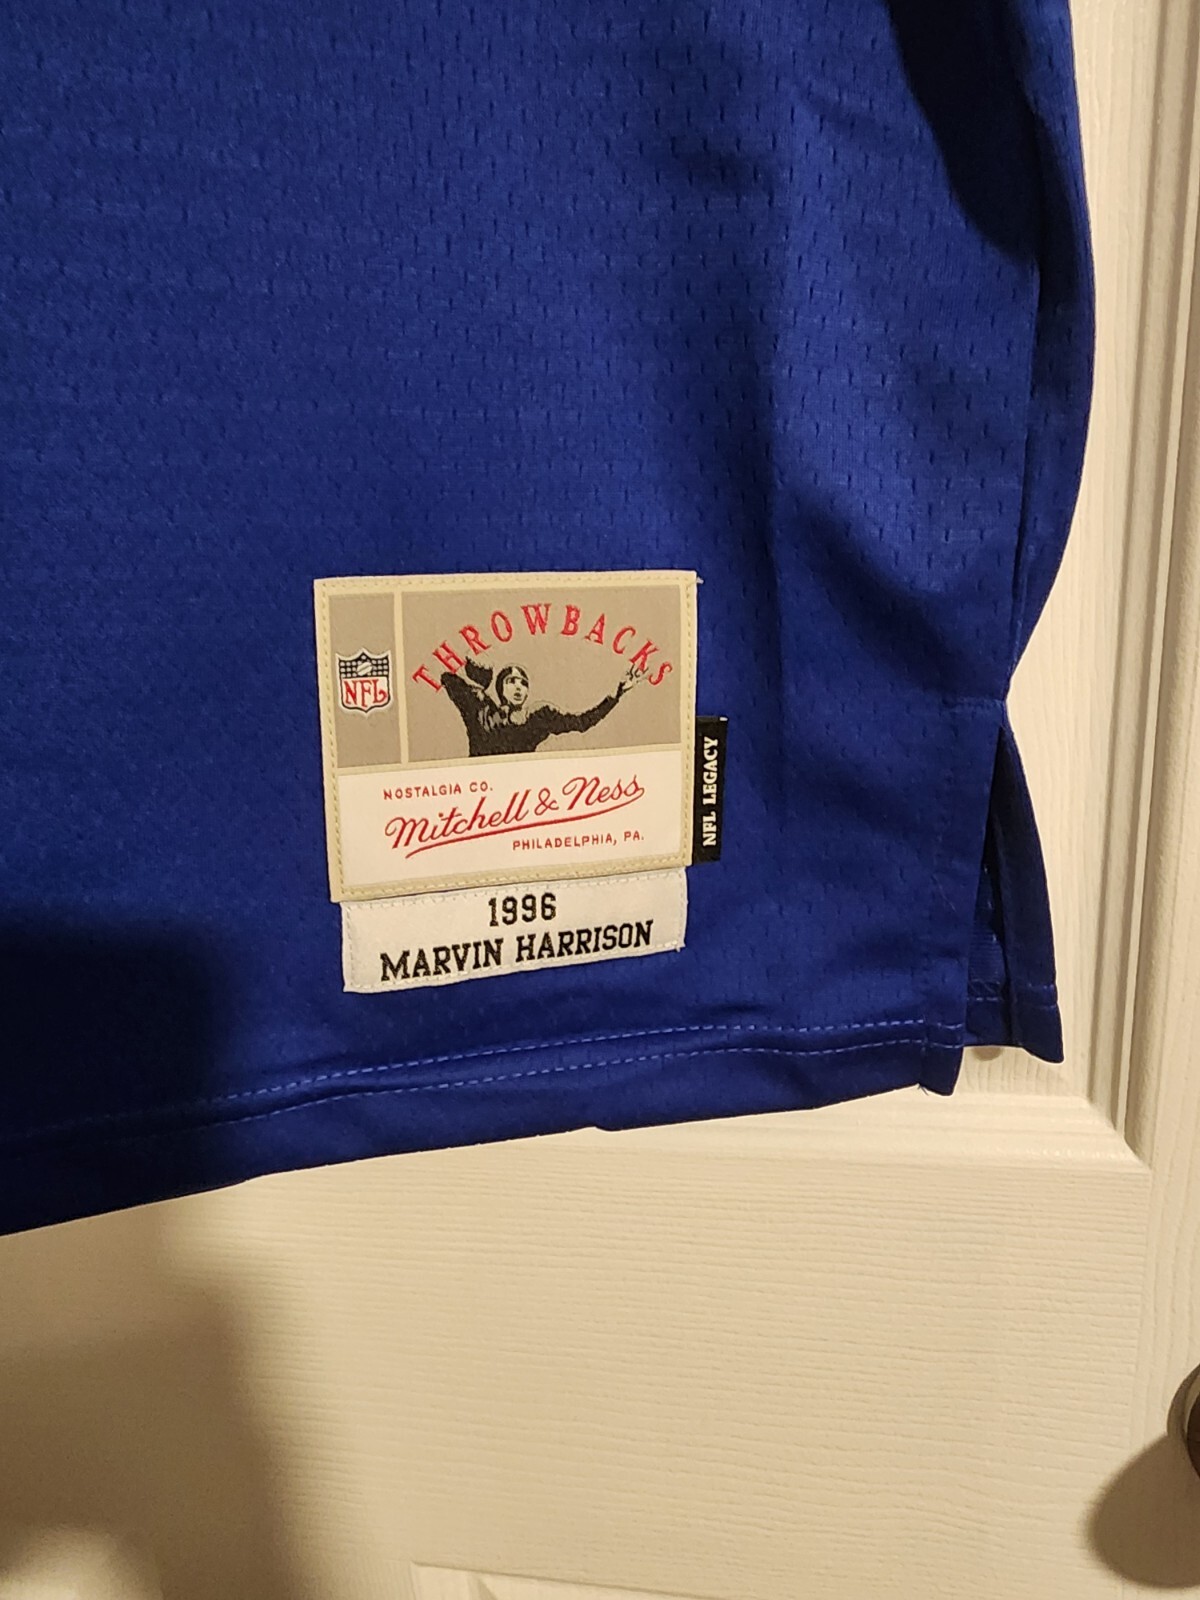 THROWBACKS
NFL
NOSTALGIA CO.
Mitchell & Ness
PHILADELPHIA, PA.
NFL LEGACY
1996
MARVIN HARRISON